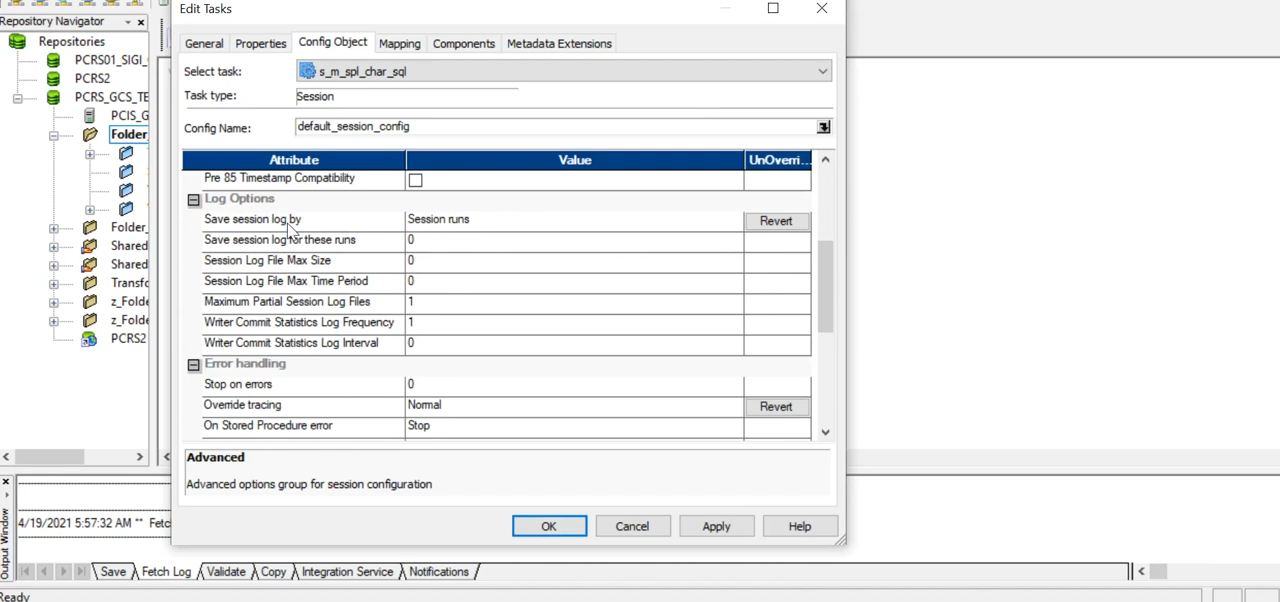 Edit Tasks
Repository Navigator
Repositories
PCRS01_SIGI_
PCRS2
PCRS_GCS_TE
PCIS_G
Folder_
Folder_
Shared
Shared
Transfo
z_Folde
z_Folde
PCRS2
General Properties Config Object Mapping Components Metadata Extensions
Select task: s_m_spl_char_sql
Task type: Session
Config Name: default_session_config
Attribute Value UnOverri...
Pre 85 Timestamp Compatibility
Log Options
Save session log by Session runs Revert
Save session log for these runs 0
Session Log File Max Size 0
Session Log File Max Time Period 0
Maximum Partial Session Log Files 1
Writer Commit Statistics Log Frequency 1
Writer Commit Statistics Log Interval 0
Error handling
Stop on errors 0
Override tracing Normal Revert
On Stored Procedure error Stop
Advanced
Advanced options group for session configuration
OK Cancel Apply Help
Output Window
4/19/2021 5:57:32 AM ** Fetc
Save Fetch Log Validate Copy Integration Service Notifications
Ready